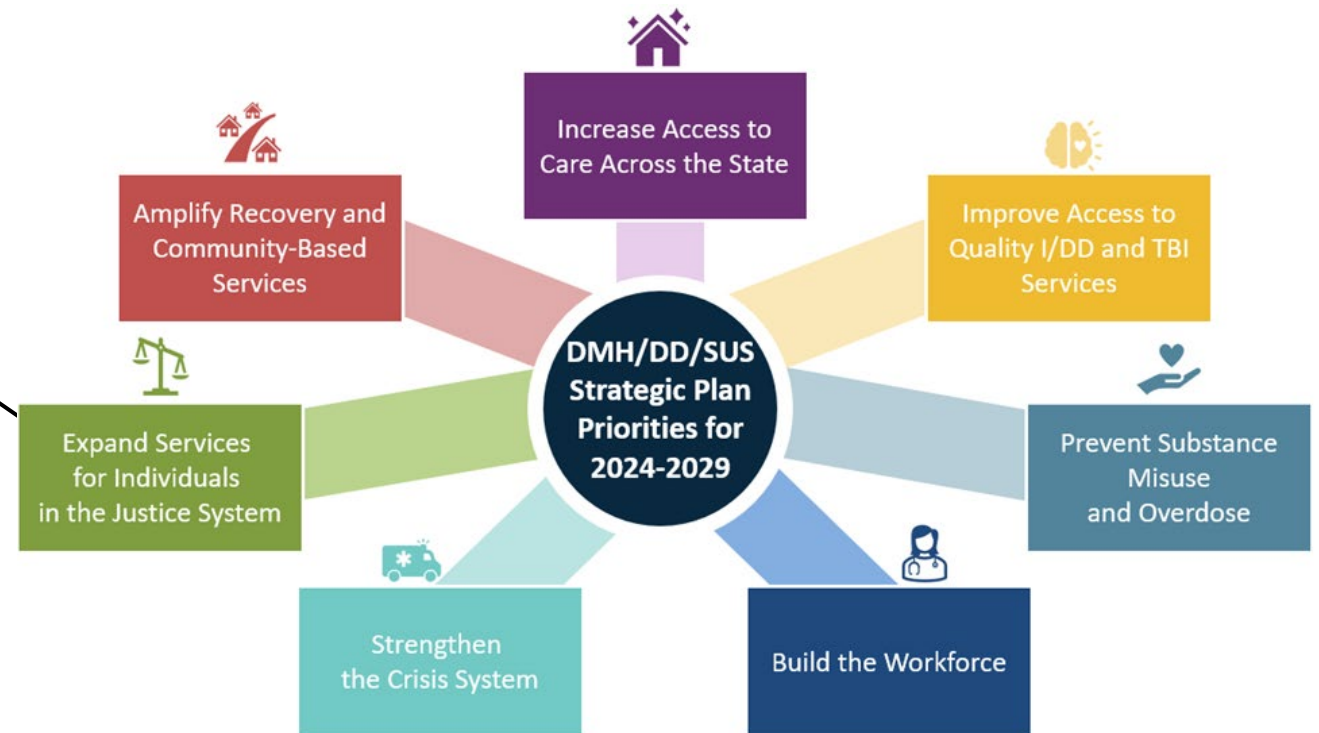 Increase Access to
Care Across the State
Amplify Recovery and
Community-Based
Services
Improve Access to
Quality I/DD and TBI
Services
DMH/DD/SUS
Strategic Plan
Priorities for
2024-2029
Expand Services
for Individuals
in the Justice System
Prevent Substance
Misuse
and Overdose
Strengthen
the Crisis System
Build the Workforce